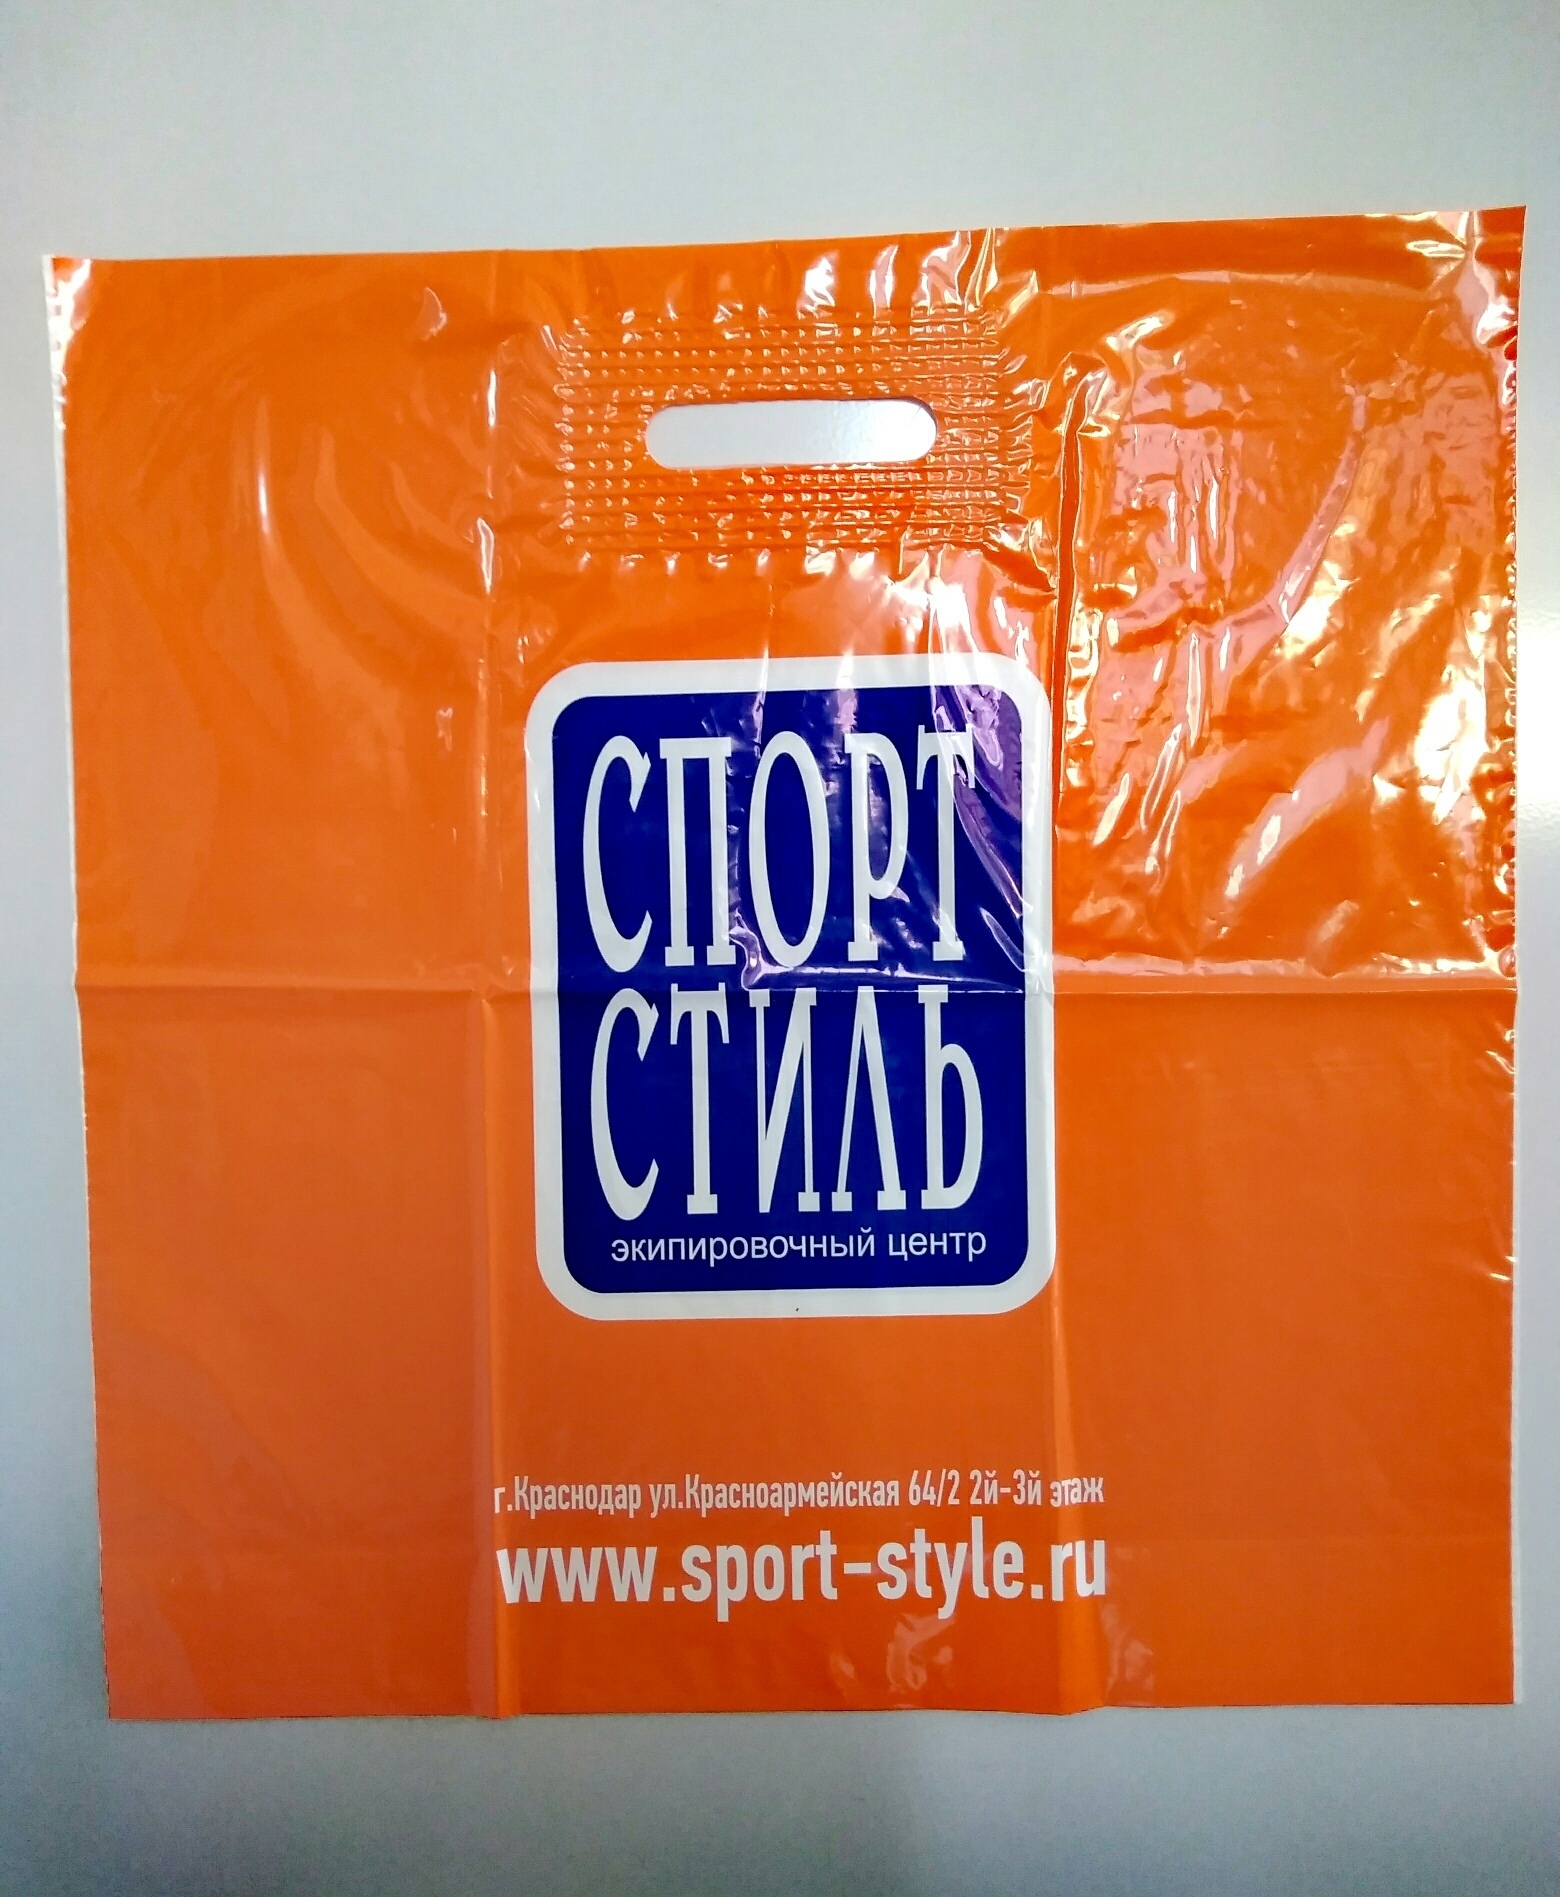 СПОРТ
СТИЛЬ
экипировочный центр
г.Краснодар ул.Красноармейская 64/2 2й-3й этаж
www.sport-style.ru